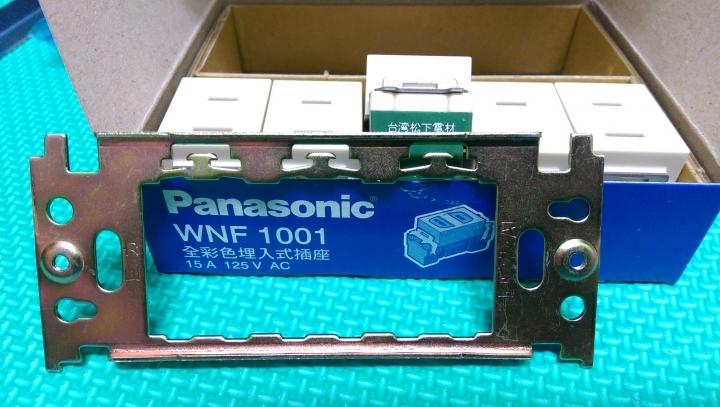 台湾松下電材
Panasonic®
WNF 1001
全彩色埋入式插座
15 A 125 V AC